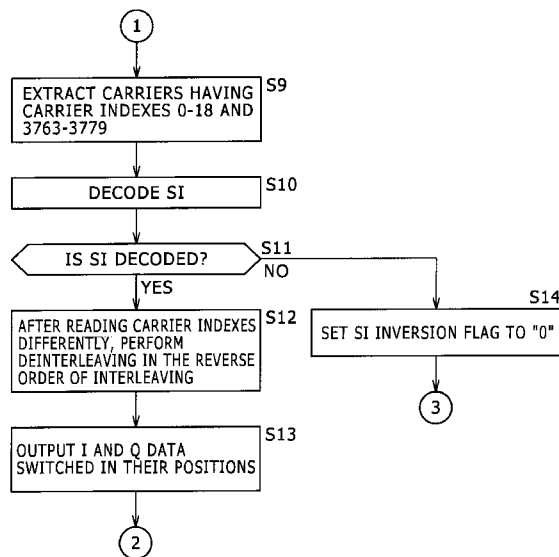 1
S9
EXTRACT CARRIERS HAVING
CARRIER INDEXES 0-18 AND
3763-3779
S10
DECODE SI
S11
IS SI DECODED?
NO
YES
S12
AFTER READING CARRIER INDEXES
DIFFERENTLY, PERFORM
DEINTERLEAVING IN THE REVERSE
ORDER OF INTERLEAVING
S14
SET SI INVERSION FLAG TO "0"
3
S13
OUTPUT I AND Q DATA
SWITCHED IN THEIR POSITIONS
2